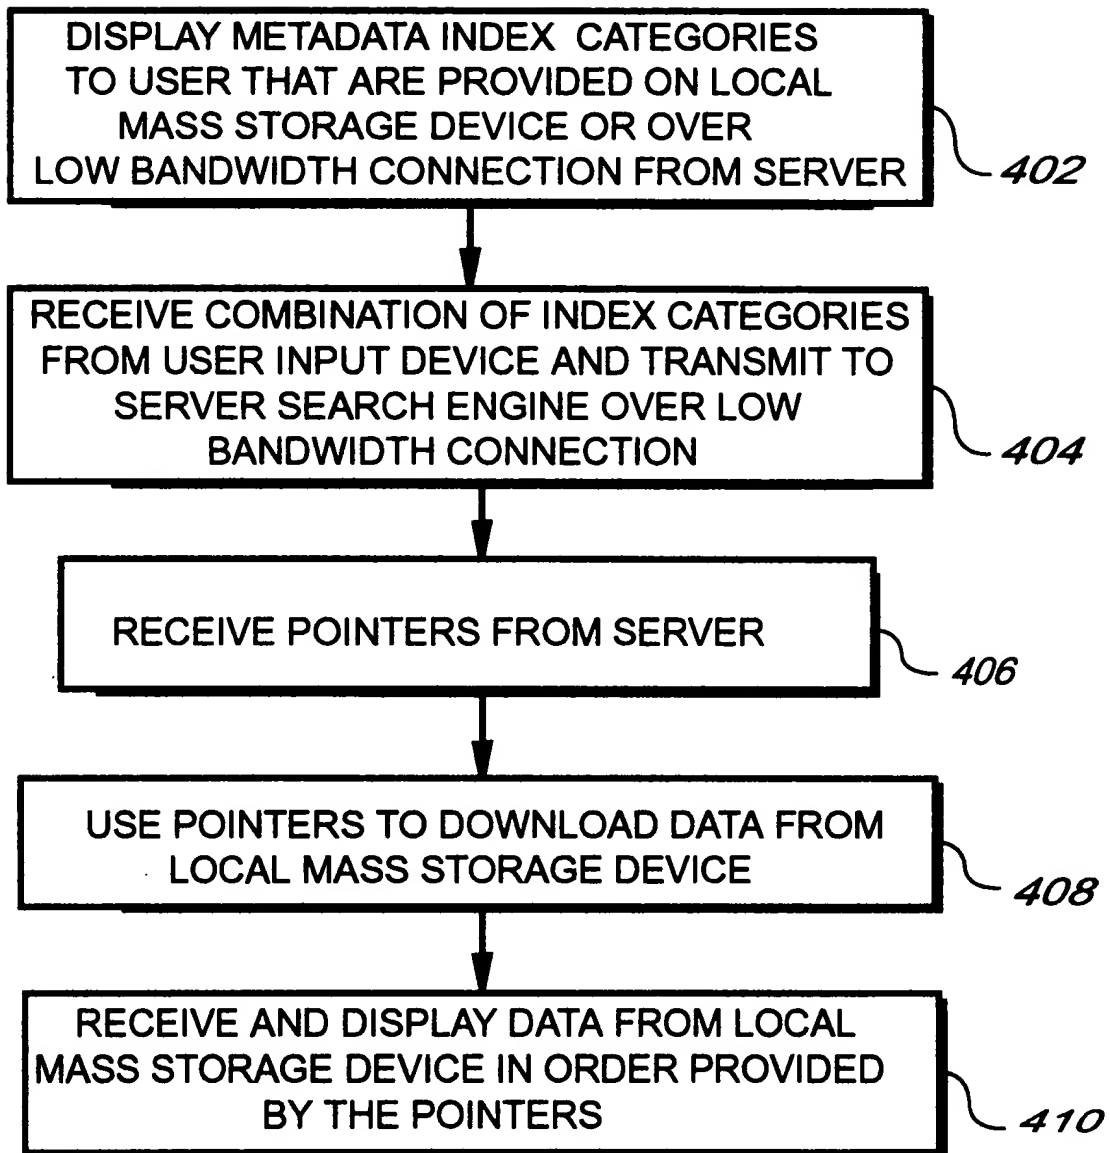 DISPLAY METADATA INDEX CATEGORIES
TO USER THAT ARE PROVIDED ON LOCAL
MASS STORAGE DEVICE OR OVER
LOW BANDWIDTH CONNECTION FROM SERVER
402
RECEIVE COMBINATION OF INDEX CATEGORIES
FROM USER INPUT DEVICE AND TRANSMIT TO
SERVER SEARCH ENGINE OVER LOW
BANDWIDTH CONNECTION
404
RECEIVE POINTERS FROM SERVER
406
USE POINTERS TO DOWNLOAD DATA FROM
LOCAL MASS STORAGE DEVICE
408
RECEIVE AND DISPLAY DATA FROM LOCAL
MASS STORAGE DEVICE IN ORDER PROVIDED
BY THE POINTERS
410